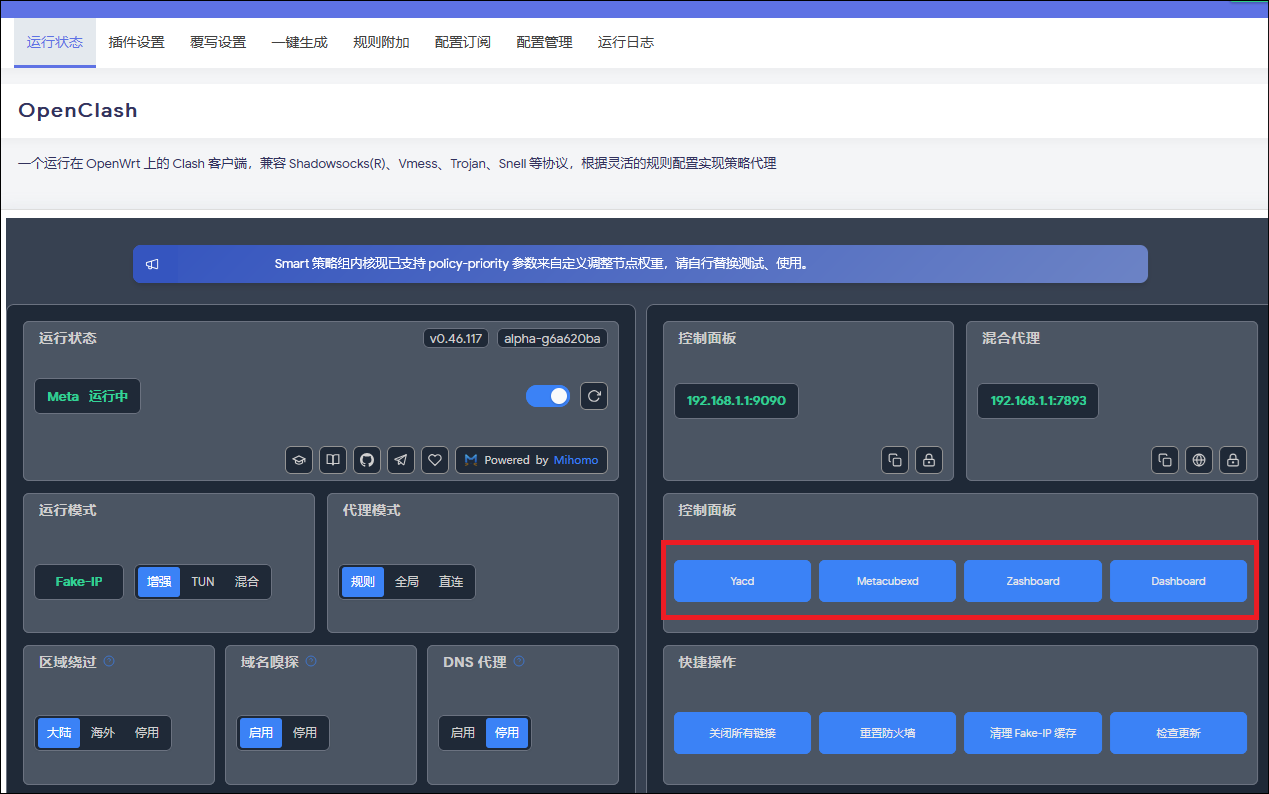 运行状态 插件设置 覆写设置 一键生成 规则附加 配置订阅 配置管理 运行日志
OpenClash
一个运行在 OpenWrt 上的 Clash 客户端，兼容 Shadowsocks(R)、Vmess、Trojan、Snell 等协议，根据灵活的规则配置实现策略代理
Smart 策略组内核现已支持 policy-priority 参数来自定义调整节点权重，请自行替换测试、使用。
运行状态 v0.46.117 alpha-g6a620ba
Meta 运行中
Powered by Mihomo
控制面板
192.168.1.1:9090
混合代理
192.168.1.1:7893
运行模式
Fake-IP 增强 TUN 混合
代理模式
规则 全局 直连
控制面板
Yacd Metacubexd Zashboard Dashboard
区域绕过
大陆 海外 停用
域名嗅探
启用 停用
DNS 代理
启用 停用
快捷操作
关闭所有链接 重置防火墙 清理 Fake-IP 缓存 检查更新